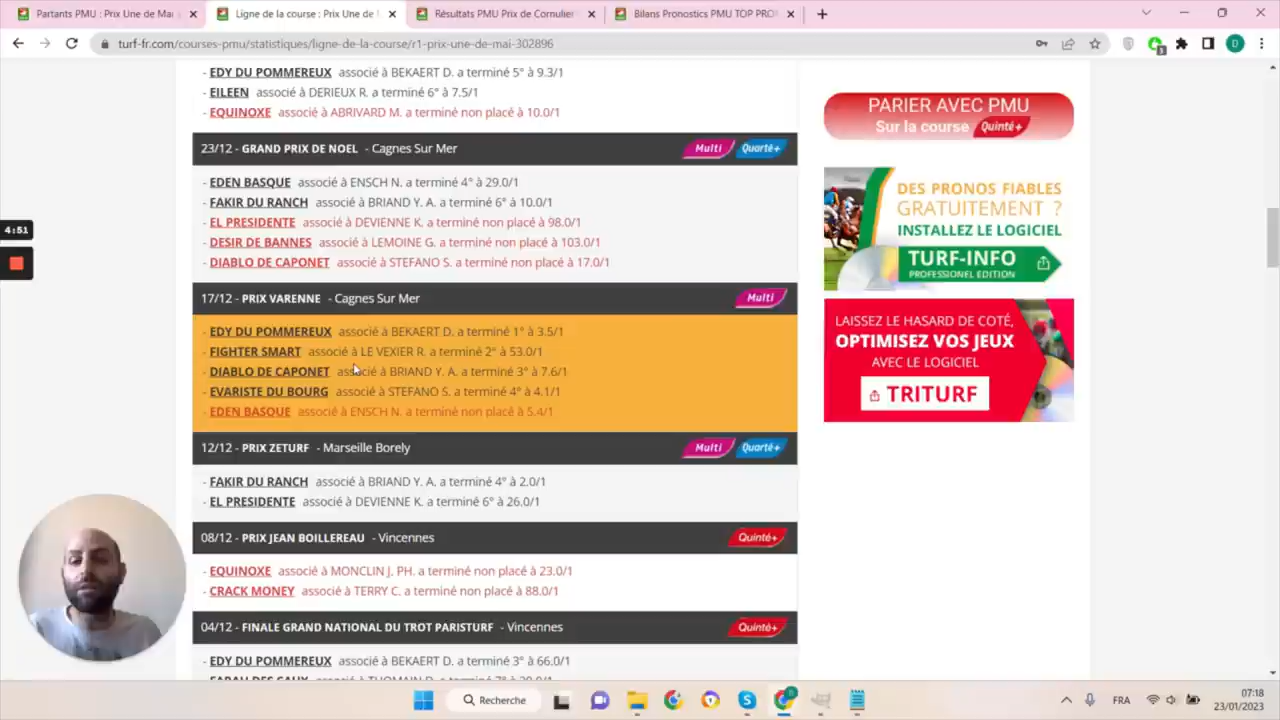 Partants PMU : Prix Une de Mai
Ligne de la course : Prix Une de
Résultats PMU Prix de Cornulier
Bilans Pronostics PMU TOP PRO
turf-fr.com/courses-pmu/statistiques/ligne-de-la-course/r1-prix-une-de-mai-302896
- EDY DU POMMEREUX associé à BEKAERT D. a terminé 5° à 9.3/1
- EILEEN associé à DERIEUX R. a terminé 6° à 7.5/1
- EQUINOXE associé à ABRIVARD M. a terminé non placé à 10.0/1
23/12 - GRAND PRIX DE NOEL - Cagnes Sur Mer Multi Quarté+
- EDEN BASQUE associé à ENSCH N. a terminé 4° à 29.0/1
- FAKIR DU RANCH associé à BRIAND Y. A. a terminé 6° à 10.0/1
- EL PRESIDENTE associé à DEVIENNE K. a terminé non placé à 98.0/1
- DESIR DE BANNES associé à LEMOINE G. a terminé non placé à 103.0/1
- DIABLO DE CAPONET associé à STEFANO S. a terminé non placé à 17.0/1
17/12 - PRIX VARENNE - Cagnes Sur Mer Multi
- EDY DU POMMEREUX associé à BEKAERT D. a terminé 1° à 3.5/1
- FIGHTER SMART associé à LE VEXIER R. a terminé 2° à 53.0/1
- DIABLO DE CAPONET associé à BRIAND Y. A. a terminé 3° à 7.6/1
- EVARISTE DU BOURG associé à STEFANO S. a terminé 4° à 4.1/1
- EDEN BASQUE associé à ENSCH N. a terminé non placé à 5.4/1
12/12 - PRIX ZETURF - Marseille Borely Multi Quarté+
- FAKIR DU RANCH associé à BRIAND Y. A. a terminé 4° à 2.0/1
- EL PRESIDENTE associé à DEVIENNE K. a terminé 6° à 26.0/1
08/12 - PRIX JEAN BOILLEREAU - Vincennes Quinté+
- EQUINOXE associé à MONCLIN J. PH. a terminé non placé à 23.0/1
- CRACK MONEY associé à TERRY C. a terminé non placé à 88.0/1
04/12 - FINALE GRAND NATIONAL DU TROT PARISTURF - Vincennes Quinté+
- EDY DU POMMEREUX associé à BEKAERT D. a terminé 3° à 66.0/1
PARIER AVEC PMU
Sur la course Quinté+
DES PRONOS FIABLES
GRATUITEMENT ?
INSTALLEZ LE LOGICIEL
TURF-INFO
PROFESSIONEL EDITION
LAISSEZ LE HASARD DE COTÉ,
OPTIMISEZ VOS JEUX
AVEC LE LOGICIEL
TRITURF
4:51
Recherche
FRA
07:18
23/01/2023